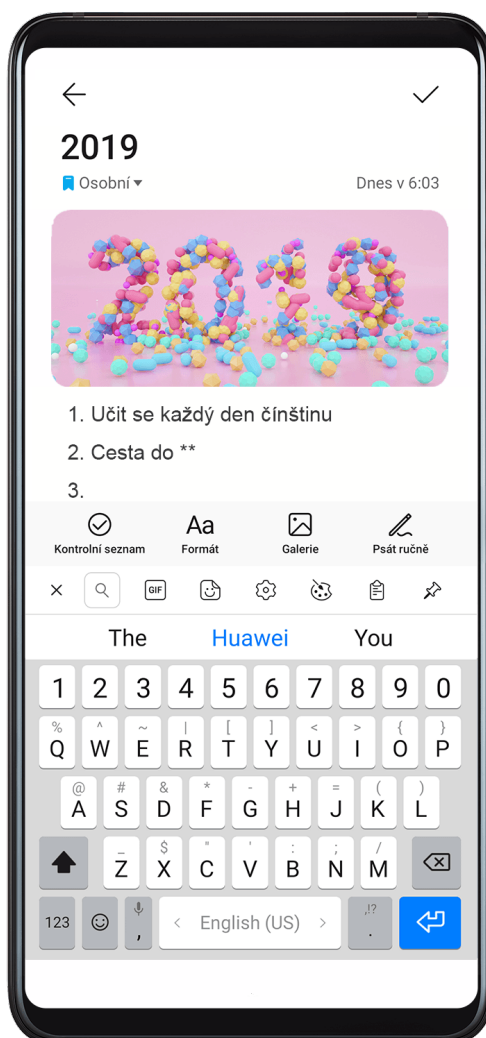 2019
Osobní
Dnes v 6:03
2019
1. Učit se každý den čínštinu
2. Cesta do **
3.
Aa
Kontrolní seznam Formát Galerie Psát ručně
GIF
The Huawei You
1 2 3 4 5 6 7 8 9 0
% ^ ~ | [ ] < > { }
Q W E R T Y U I O P
@ # & * - + = ( )
A S D F G H J K L
_ $ " ' : ; /
Z X C V B N M
123 , < English (US) > ,!? .